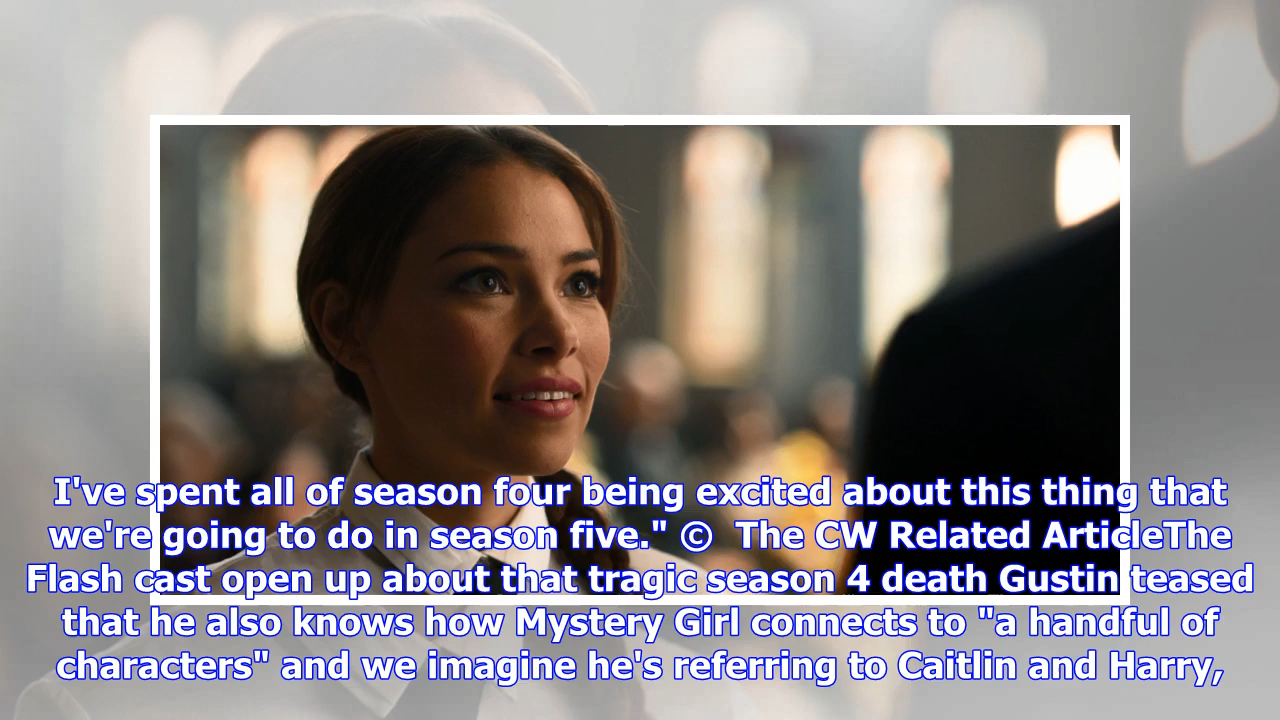 I've spent all of season four being excited about this thing that
we're going to do in season five." ©  The CW Related ArticleThe
Flash cast open up about that tragic season 4 death Gustin teased
that he also knows how Mystery Girl connects to "a handful of
characters" and we imagine he's referring to Caitlin and Harry,